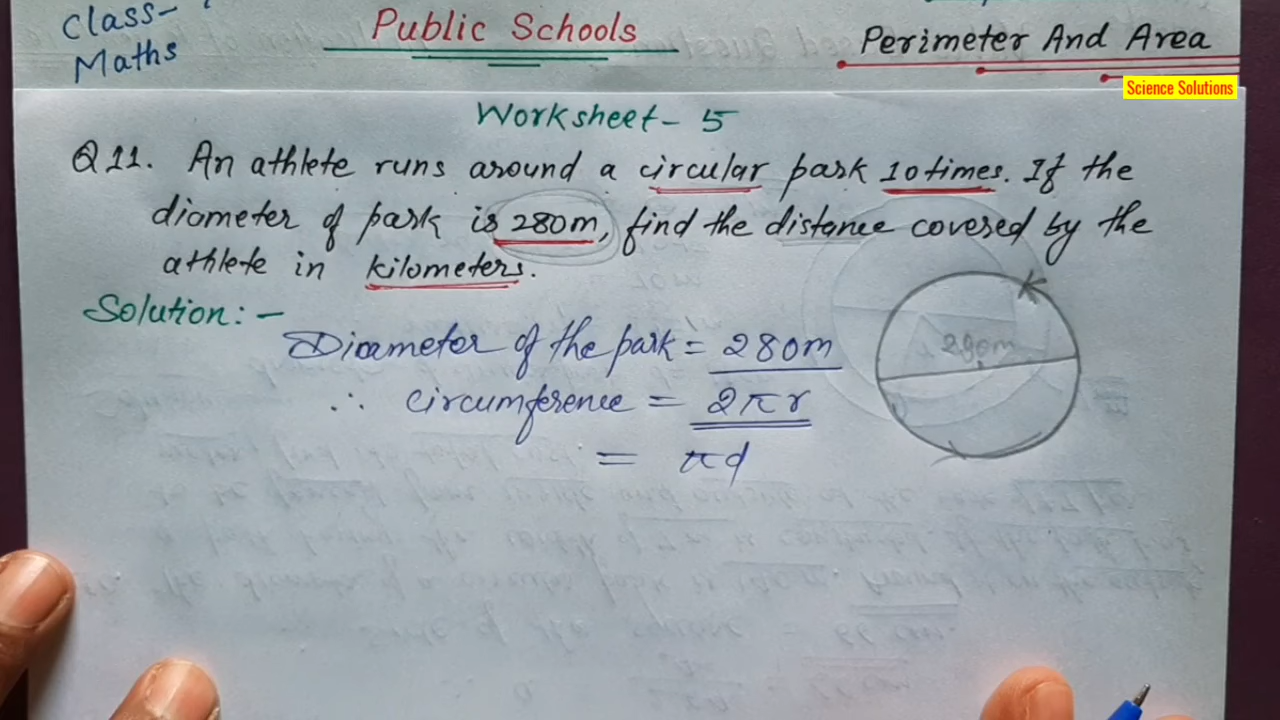 Class-
Maths
Public Schools
Perimeter And Area
Science Solutions
Worksheet - 5
Q11. An athlete runs around a circular park 10 times. If the
diameter of park is 280m, find the distance covered by the
athlete in kilometers.
Solution: -
Diameter of the park = 280m
∴ circumference = 2πr
= πd
280m